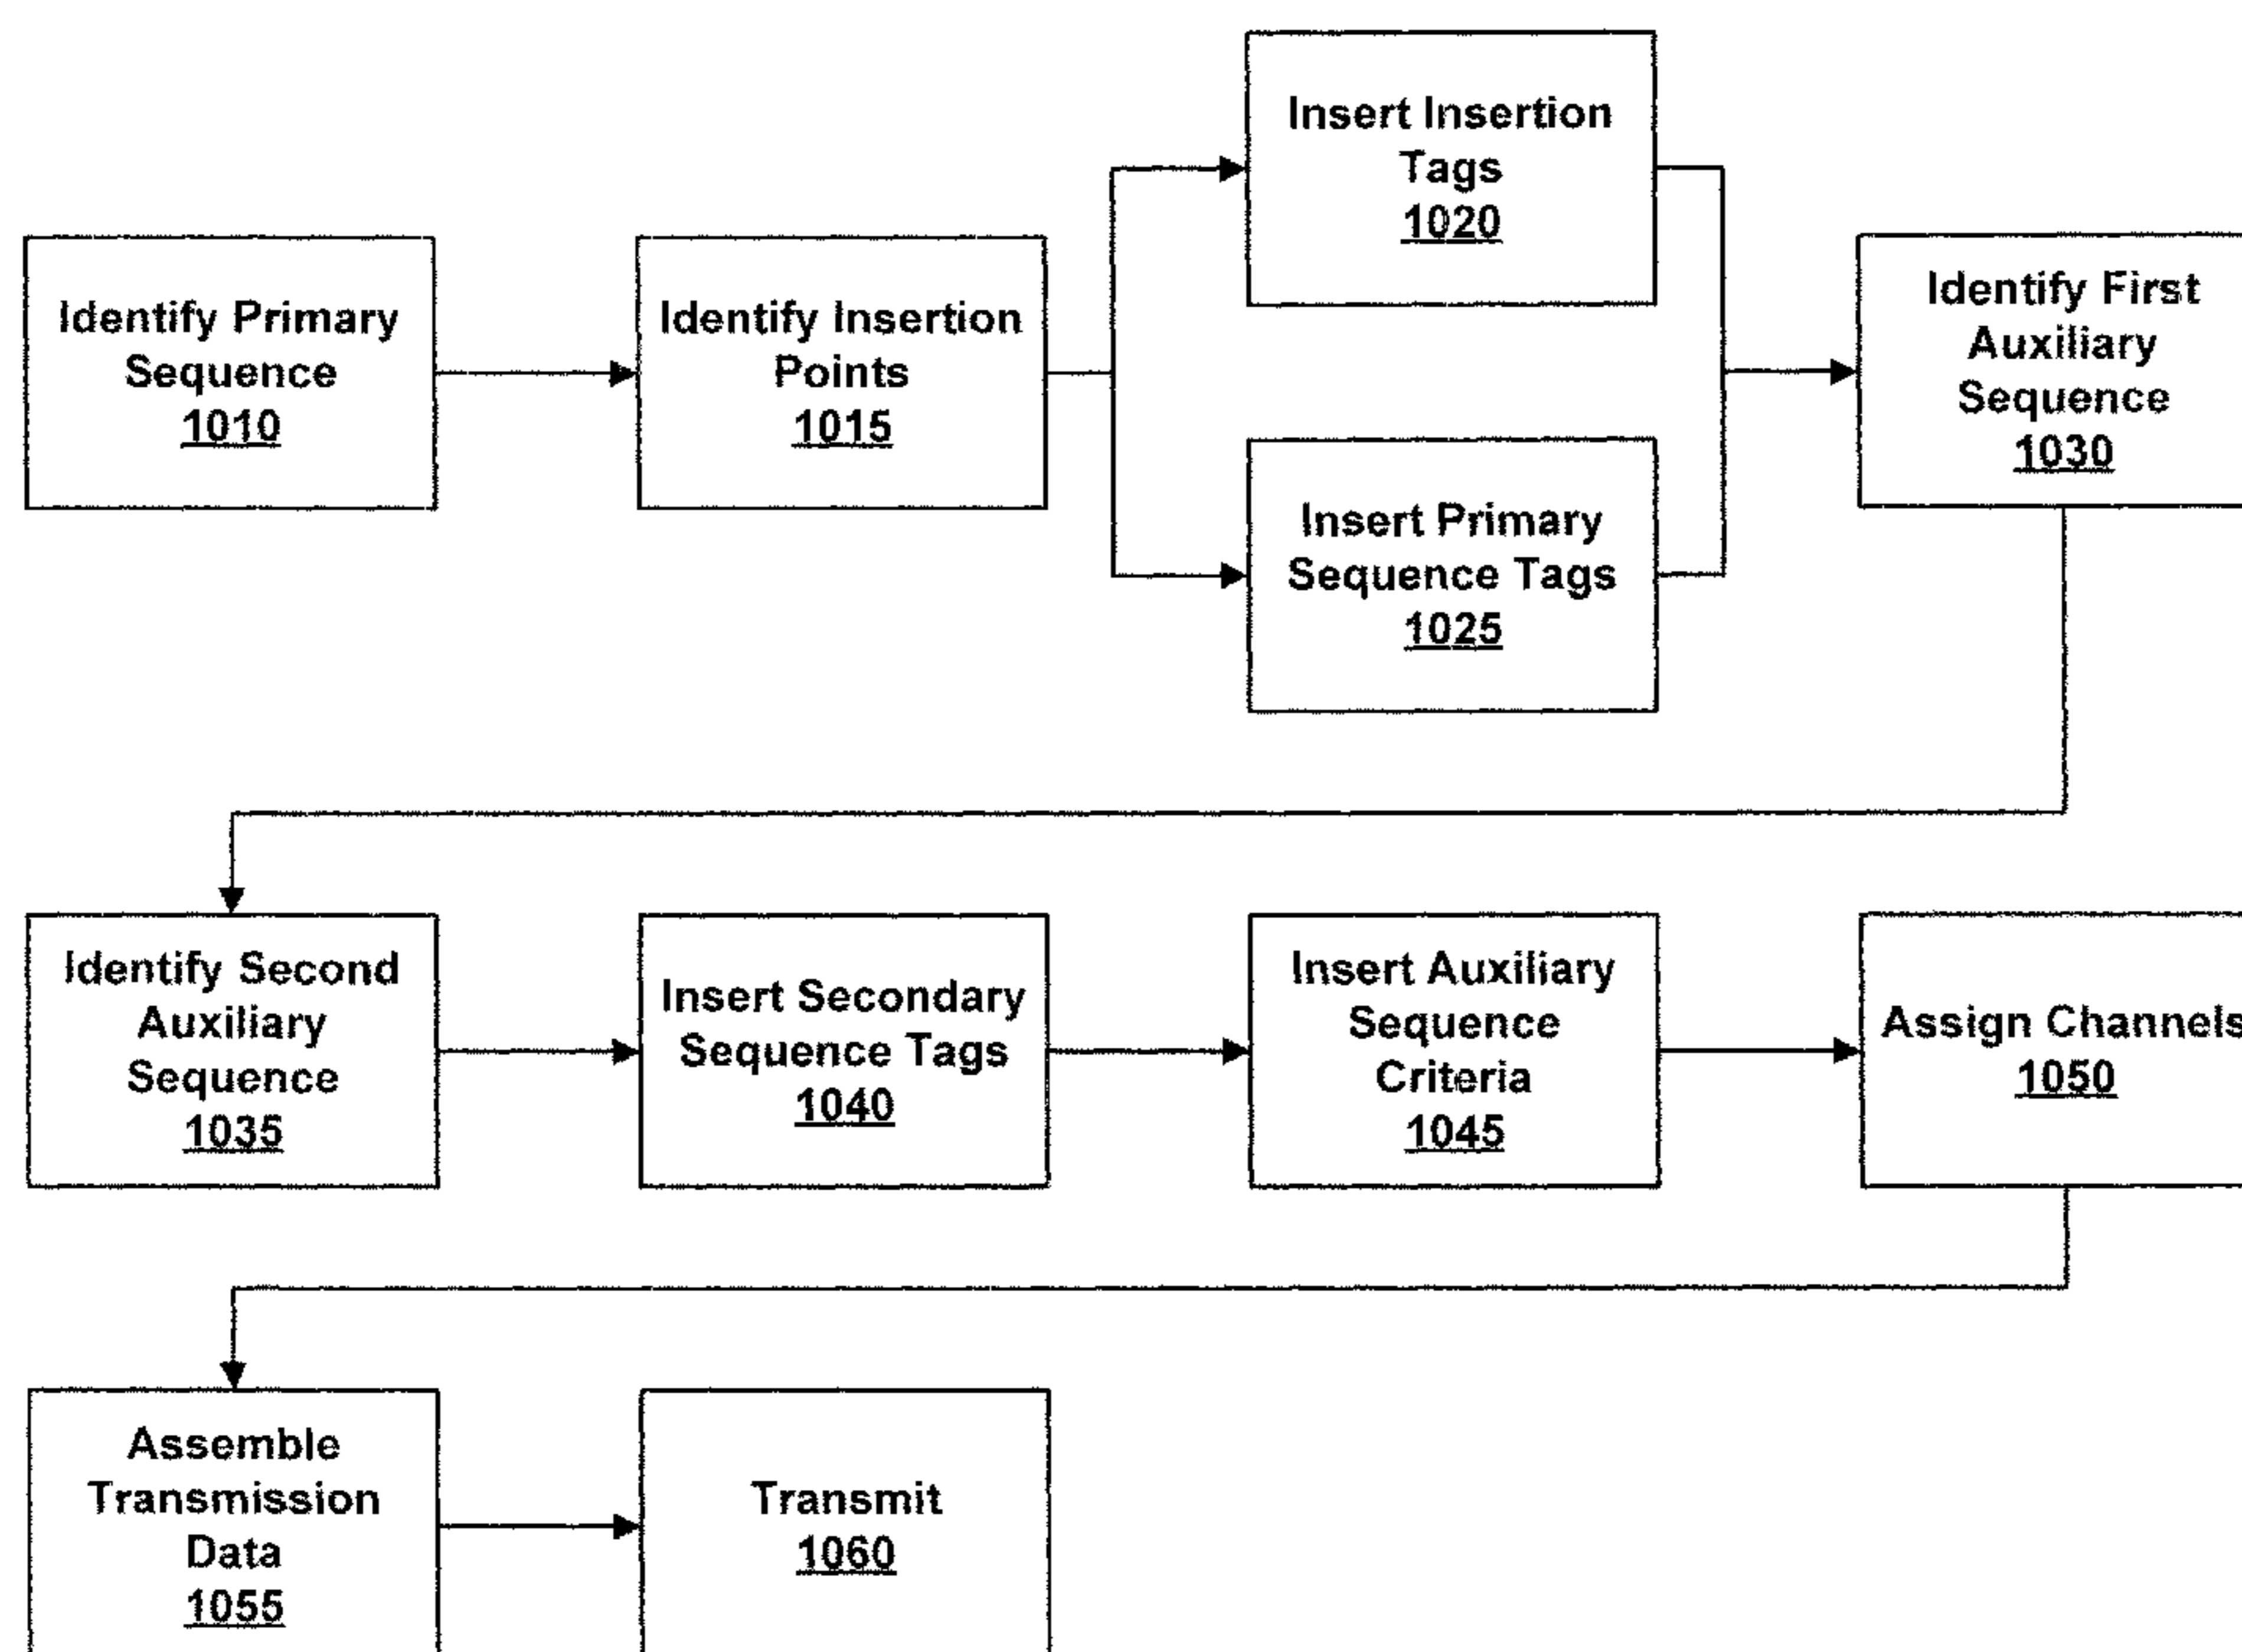 Identify Primary
Sequence
1010
Identify Insertion
Points
1015
Insert Insertion
Tags
1020
Insert Primary
Sequence Tags
1025
Identify First
Auxiliary
Sequence
1030
Identify Second
Auxiliary
Sequence
1035
Insert Secondary
Sequence Tags
1040
Insert Auxiliary
Sequence
Criteria
1045
Assign Channels
1050
Assemble
Transmission
Data
1055
Transmit
1060